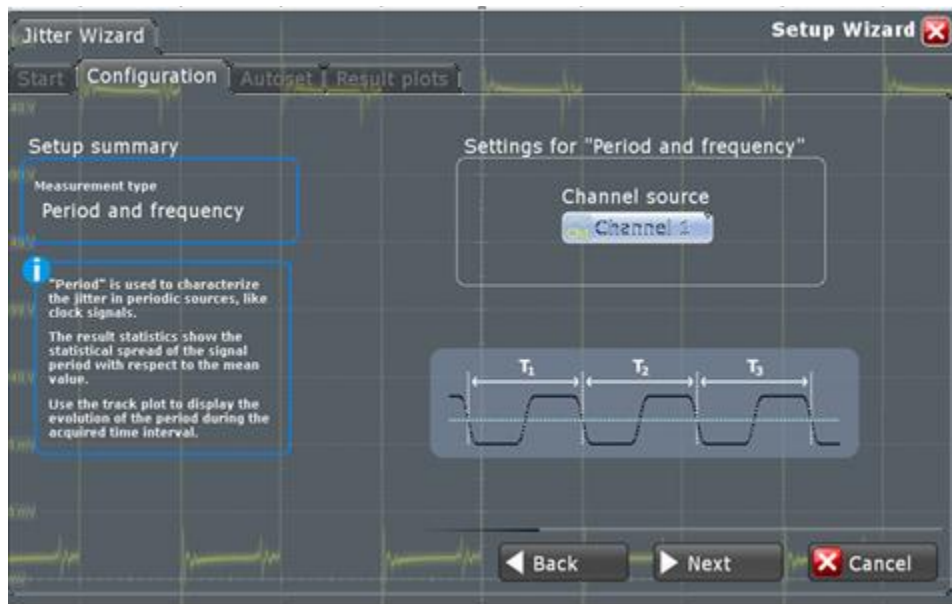 Jitter Wizard
Setup Wizard
Start
Configuration
Autoset
Result plots
Setup summary
Measurement type
Period and frequency
"Period" is used to characterize
the jitter in periodic sources, like
clock signals.
The result statistics show the
statistical spread of the signal
period with respect to the mean
value.
Use the track plot to display the
evolution of the period during the
acquired time interval.
Settings for "Period and frequency"
Channel source
Channel 1
T₁ T₂ T₃
Back
Next
Cancel